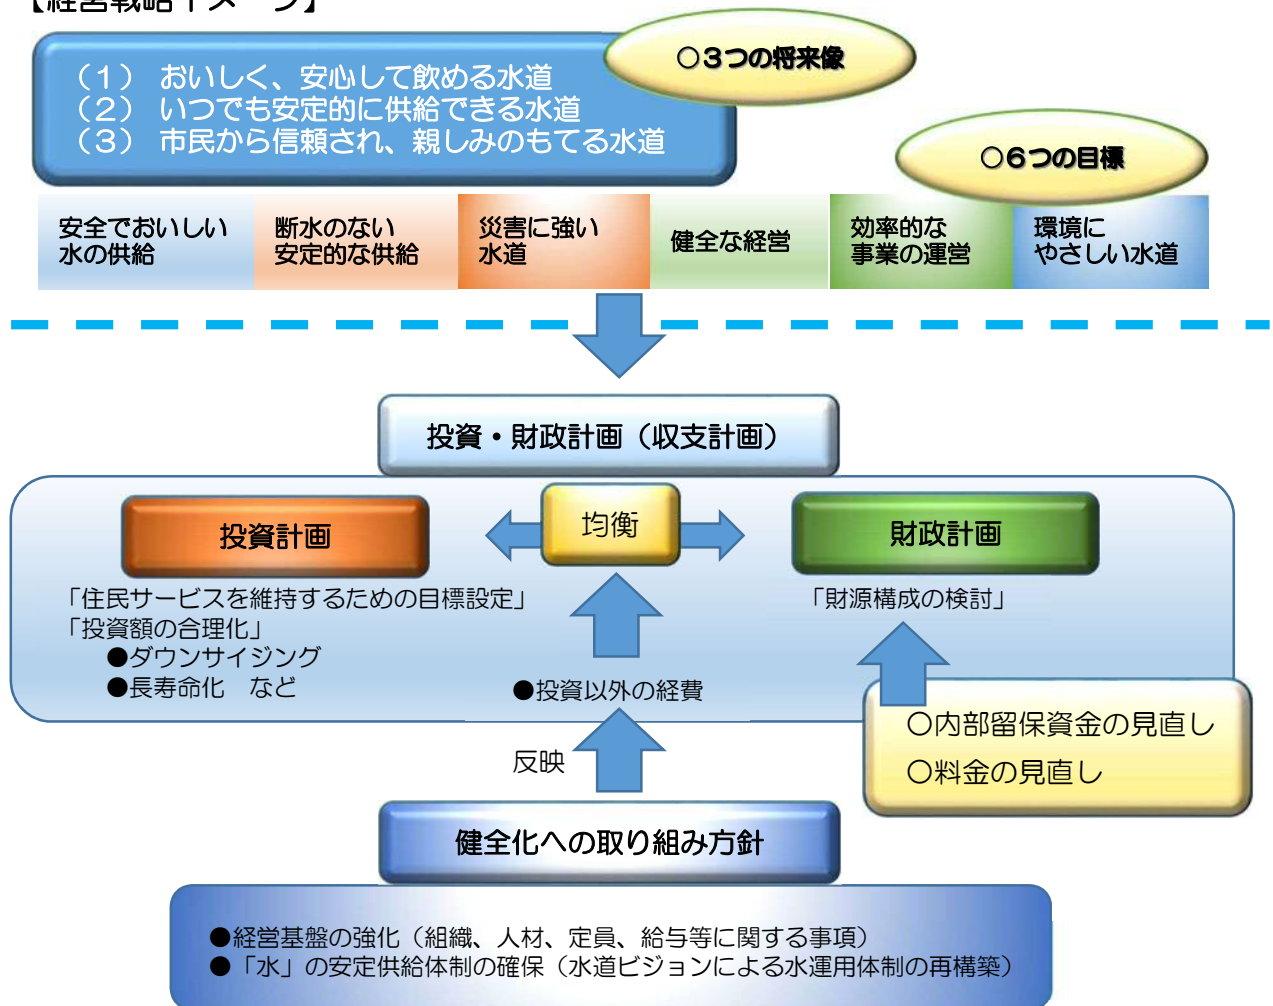 【経営戦略イメージ】
○3つの将来像
（1）　おいしく、安心して飲める水道
（2）　いつでも安定的に供給できる水道
（3）　市民から信頼され、親しみのもてる水道
○6つの目標
安全でおいしい
水の供給
断水のない
安定的な供給
災害に強い
水道
健全な経営
効率的な
事業の運営
環境に
やさしい水道
投資・財政計画（収支計画）
投資計画
均衡
財政計画
「住民サービスを維持するための目標設定」
「投資額の合理化」
●ダウンサイジング
●長寿命化　など
「財源構成の検討」
●投資以外の経費
○内部留保資金の見直し
○料金の見直し
反映
健全化への取り組み方針
●経営基盤の強化（組織、人材、定員、給与等に関する事項）
●「水」の安定供給体制の確保（水道ビジョンによる水運用体制の再構築）